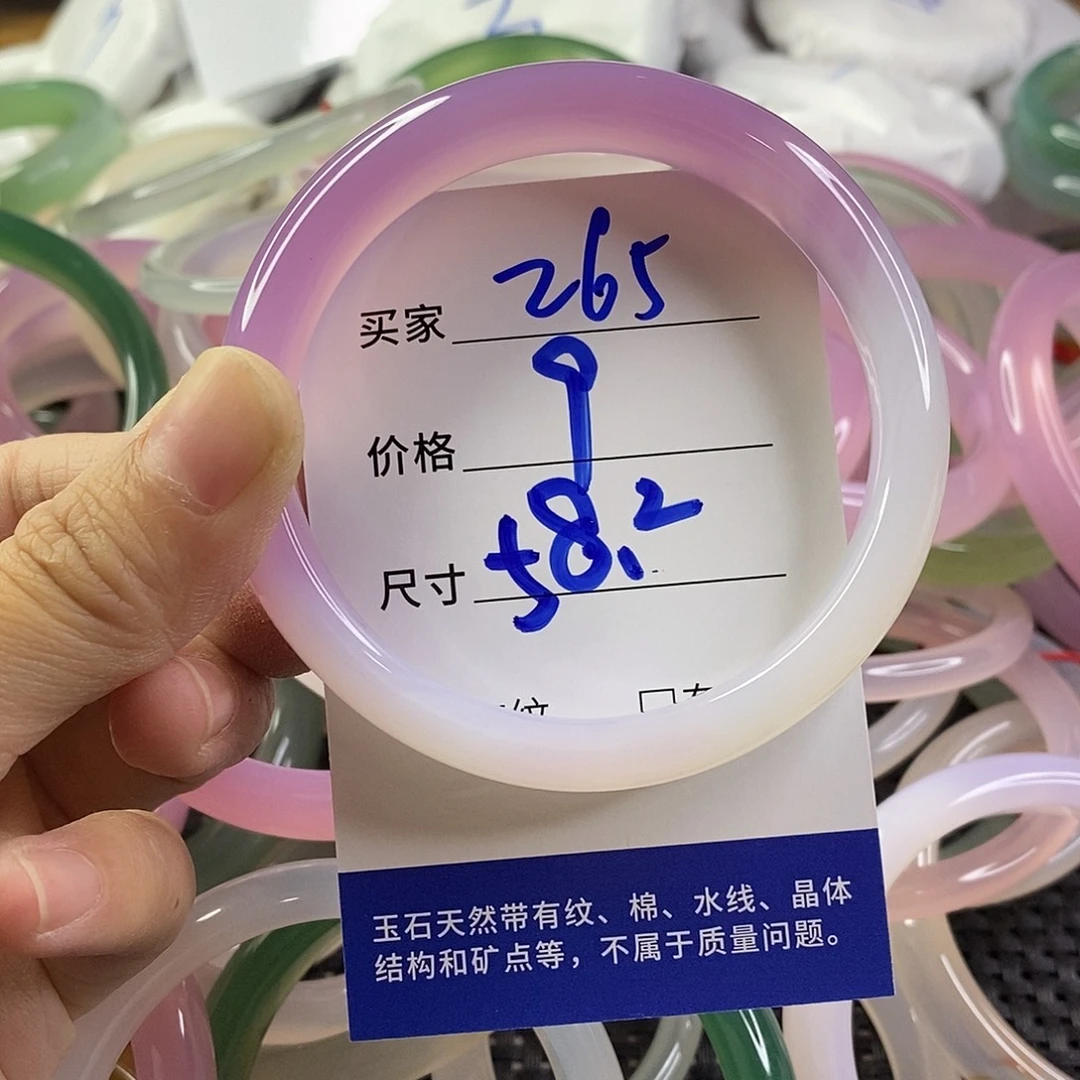 买家 265
价格
尺寸 58.2
纹
玉石天然带有纹、棉、水线、晶体
结构和矿点等，不属于质量问题。